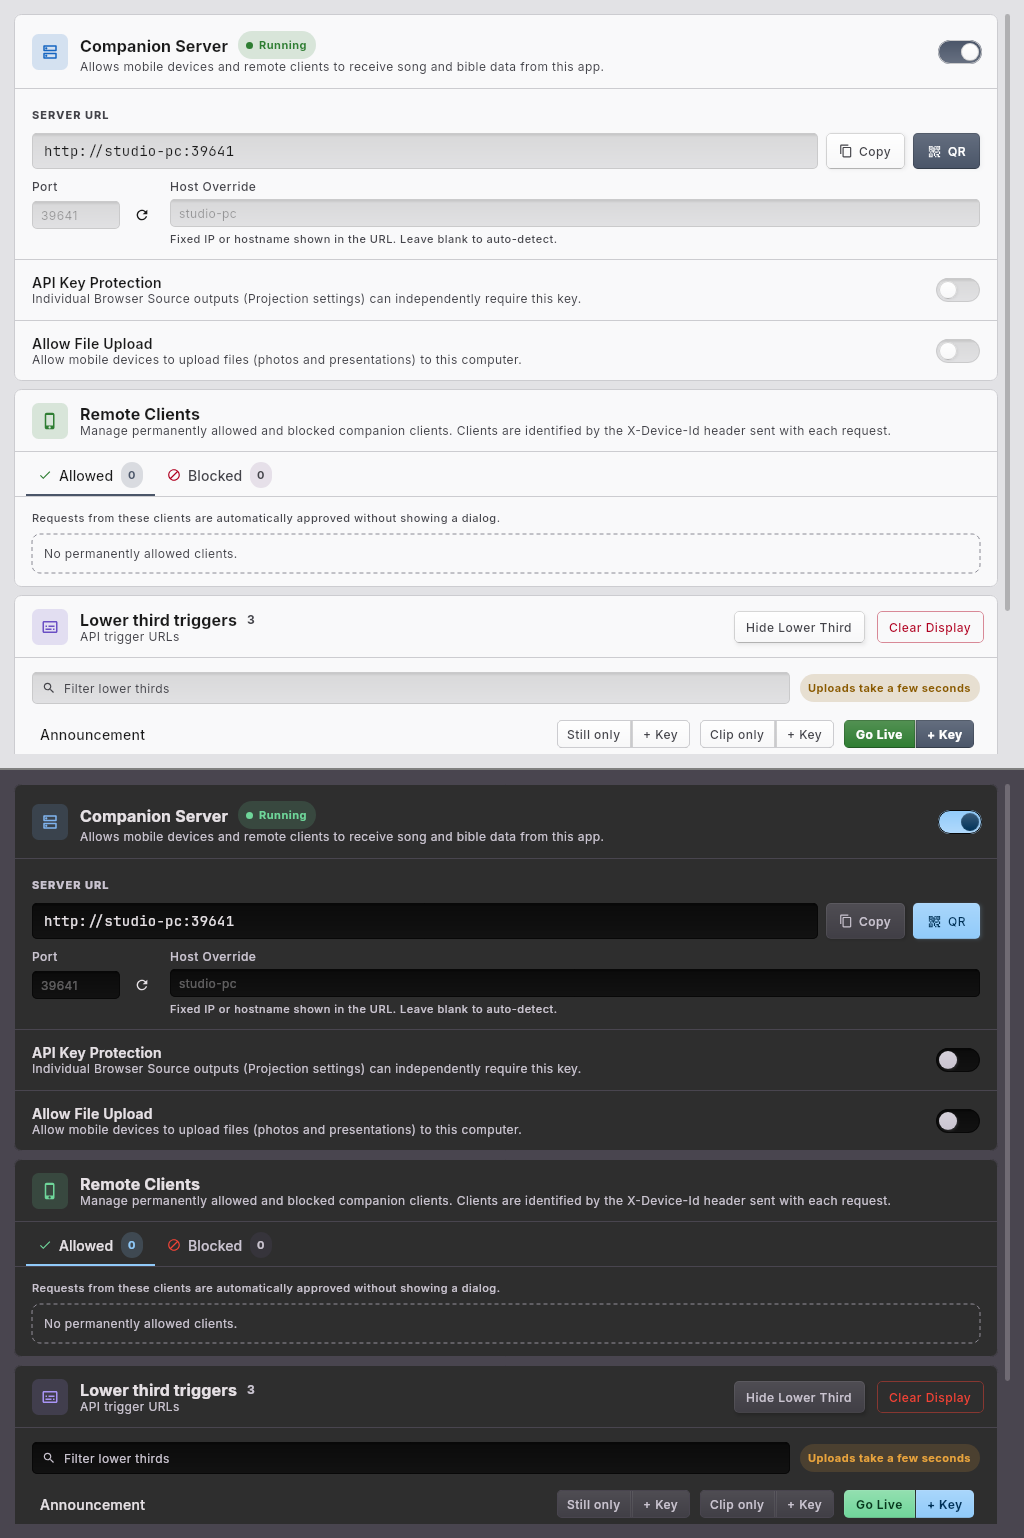 Companion Server Running
Allows mobile devices and remote clients to receive song and bible data from this app.
SERVER URL
http://studio-pc:39641 Copy QR
Port Host Override
39641 studio-pc
Fixed IP or hostname shown in the URL. Leave blank to auto-detect.
API Key Protection
Individual Browser Source outputs (Projection settings) can independently require this key.
Allow File Upload
Allow mobile devices to upload files (photos and presentations) to this computer.
Remote Clients
Manage permanently allowed and blocked companion clients. Clients are identified by the X-Device-Id header sent with each request.
Allowed 0 Blocked 0
Requests from these clients are automatically approved without showing a dialog.
No permanently allowed clients.
Lower third triggers 3
API trigger URLs
Hide Lower Third Clear Display
Filter lower thirds Uploads take a few seconds
Announcement Still only + Key Clip only + Key Go Live + Key
Companion Server Running
Allows mobile devices and remote clients to receive song and bible data from this app.
SERVER URL
http://studio-pc:39641 Copy QR
Port Host Override
39641 studio-pc
Fixed IP or hostname shown in the URL. Leave blank to auto-detect.
API Key Protection
Individual Browser Source outputs (Projection settings) can independently require this key.
Allow File Upload
Allow mobile devices to upload files (photos and presentations) to this computer.
Remote Clients
Manage permanently allowed and blocked companion clients. Clients are identified by the X-Device-Id header sent with each request.
Allowed 0 Blocked 0
Requests from these clients are automatically approved without showing a dialog.
No permanently allowed clients.
Lower third triggers 3
API trigger URLs
Hide Lower Third Clear Display
Filter lower thirds Uploads take a few seconds
Announcement Still only + Key Clip only + Key Go Live + Key